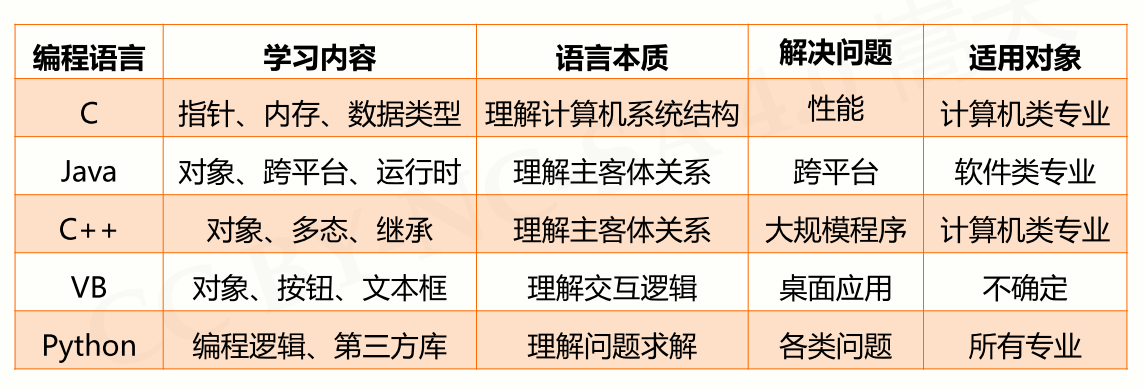 编程语言 学习内容 语言本质 解决问题 适用对象
C 指针、内存、数据类型 理解计算机系统结构 性能 计算机类专业
Java 对象、跨平台、运行时 理解主客体关系 跨平台 软件类专业
C++ 对象、多态、继承 理解主客体关系 大规模程序 计算机类专业
VB 对象、按钮、文本框 理解交互逻辑 桌面应用 不确定
Python 编程逻辑、第三方库 理解问题求解 各类问题 所有专业